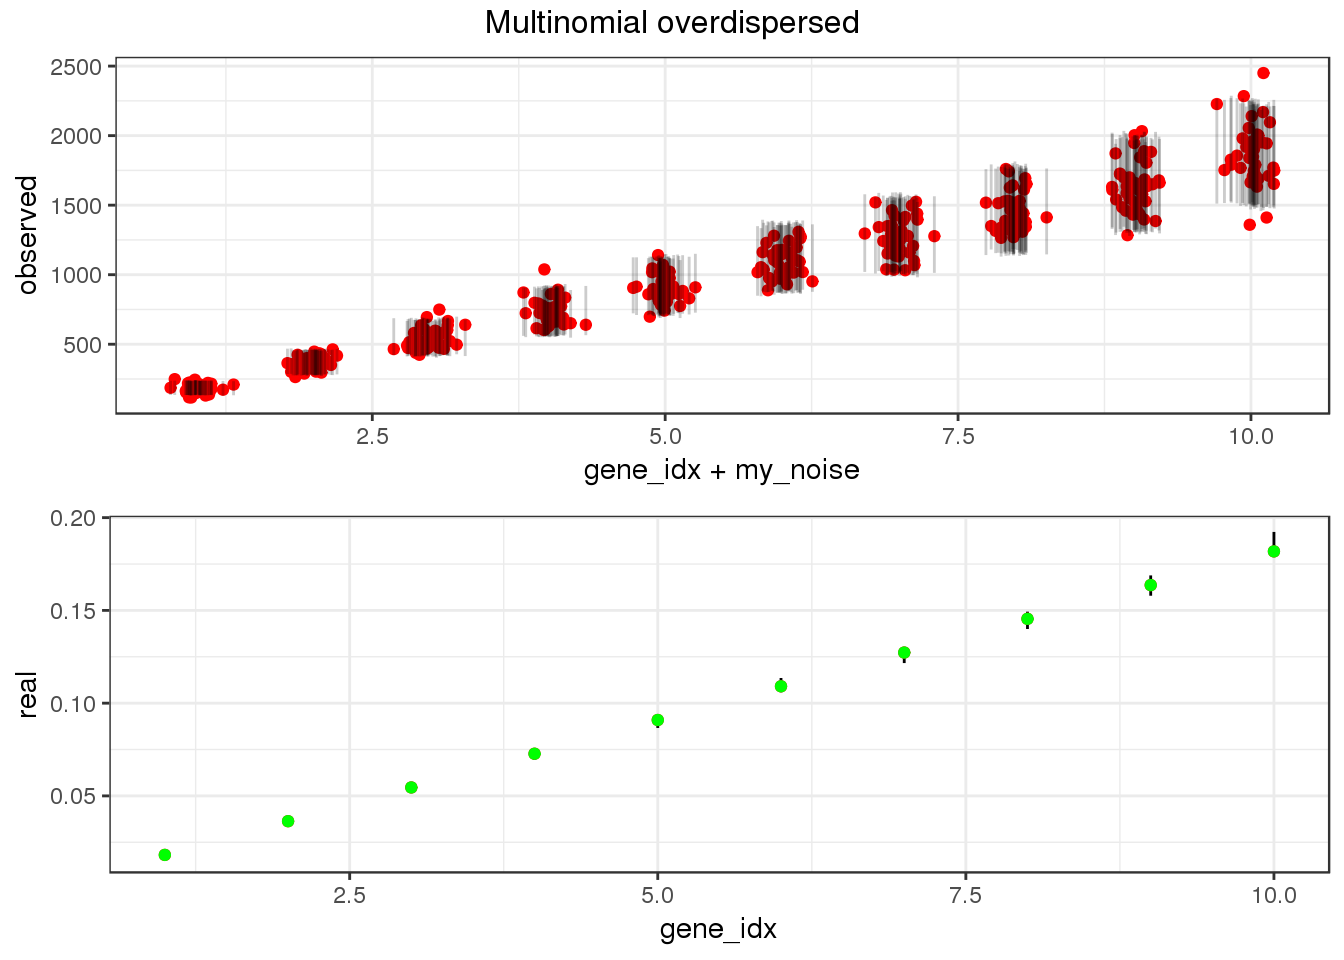 Multinomial overdispersed
2500
2000
1500
1000
500
observed
2.5 5.0 7.5 10.0
gene_idx + my_noise
0.20
0.15
0.10
0.05
real
2.5 5.0 7.5 10.0
gene_idx